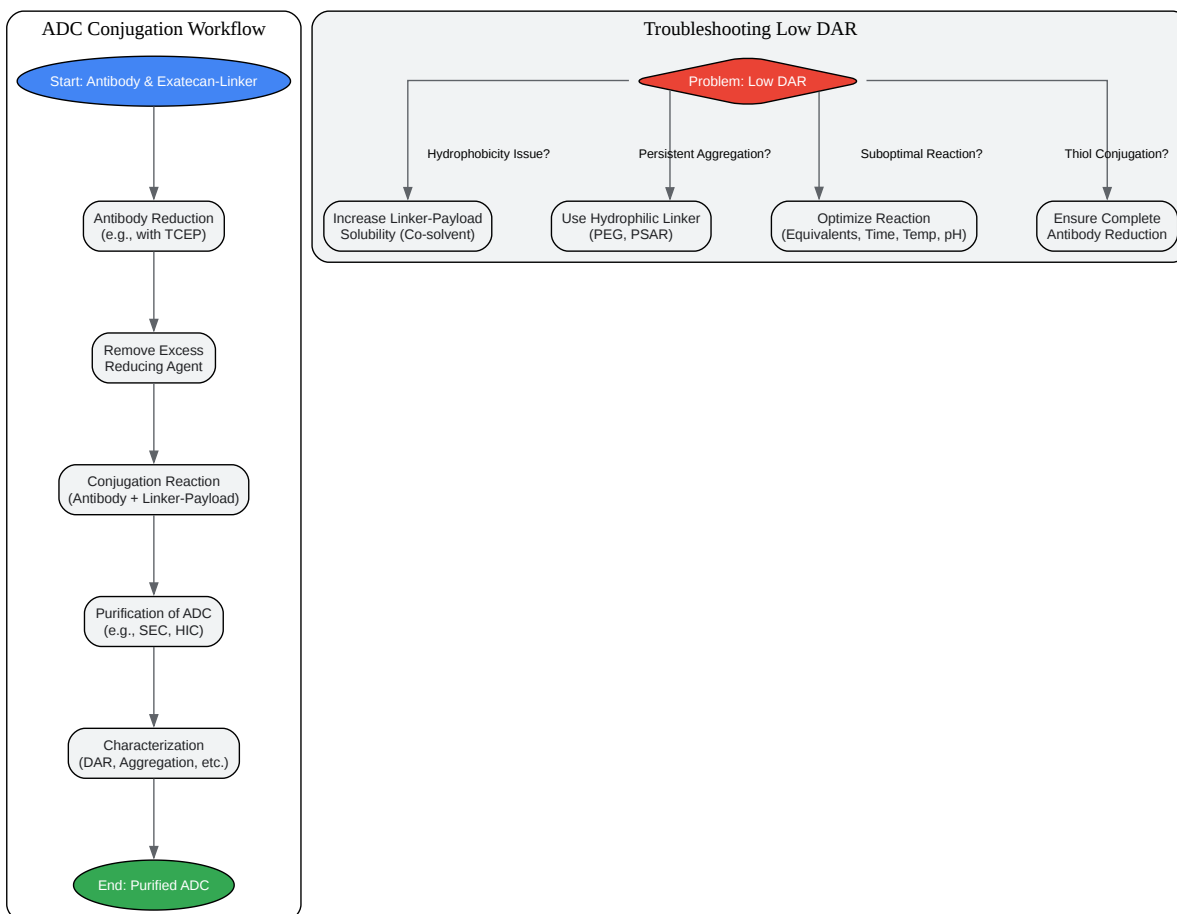 ADC Conjugation Workflow
Start: Antibody & Exatecan-Linker
Antibody Reduction
(e.g., with TCEP)
Remove Excess
Reducing Agent
Conjugation Reaction
(Antibody + Linker-Payload)
Purification of ADC
(e.g., SEC, HIC)
Characterization
(DAR, Aggregation, etc.)
End: Purified ADC
Troubleshooting Low DAR
Problem: Low DAR
Hydrophobicity Issue?
Persistent Aggregation?
Suboptimal Reaction?
Thiol Conjugation?
Increase Linker-Payload
Solubility (Co-solvent)
Use Hydrophilic Linker
(PEG, PSAR)
Optimize Reaction
(Equivalents, Time, Temp, pH)
Ensure Complete
Antibody Reduction